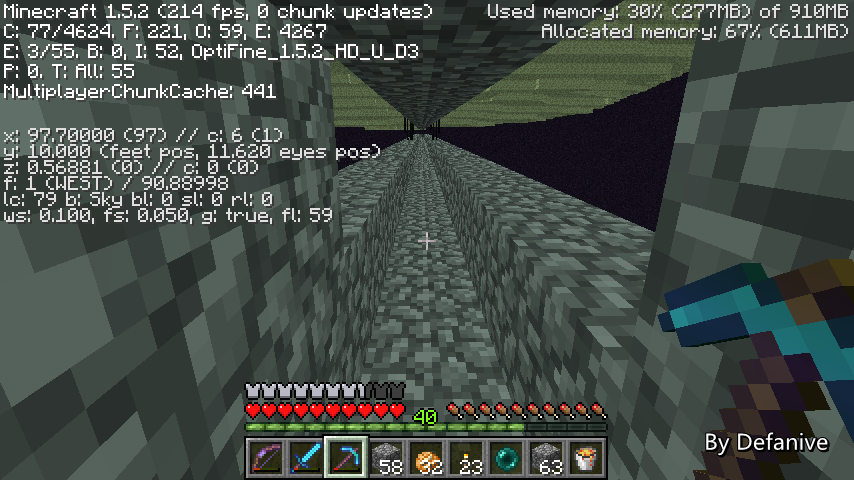 Minecraft 1.5.2 (214 fps, 0 chunk updates)
Used memory: 30% (277MB) of 910MB
C: 77/4624, F: 221, O: 59, E: 4267
Allocated memory: 67% (611MB)
E: 3/55. B: 0, I: 52, OptiFine_1.5.2_HD_U_D3
P: 0, T: All: 55
MultiplayerChunkCache: 441
x: 97.70000 (97) // c: 6 (1)
y: 10.000 (feet pos, 11.620 eyes pos)
z: 0.56881 (0) // c: 0 (0)
f: 1 (WEST) / 90.88998
lc: 79 b: Sky bl: 0 sl: 0 rl: 0
ws: 0.100, fs: 0.050, g: true, fl: 59
40
58
23
63
By Defanive